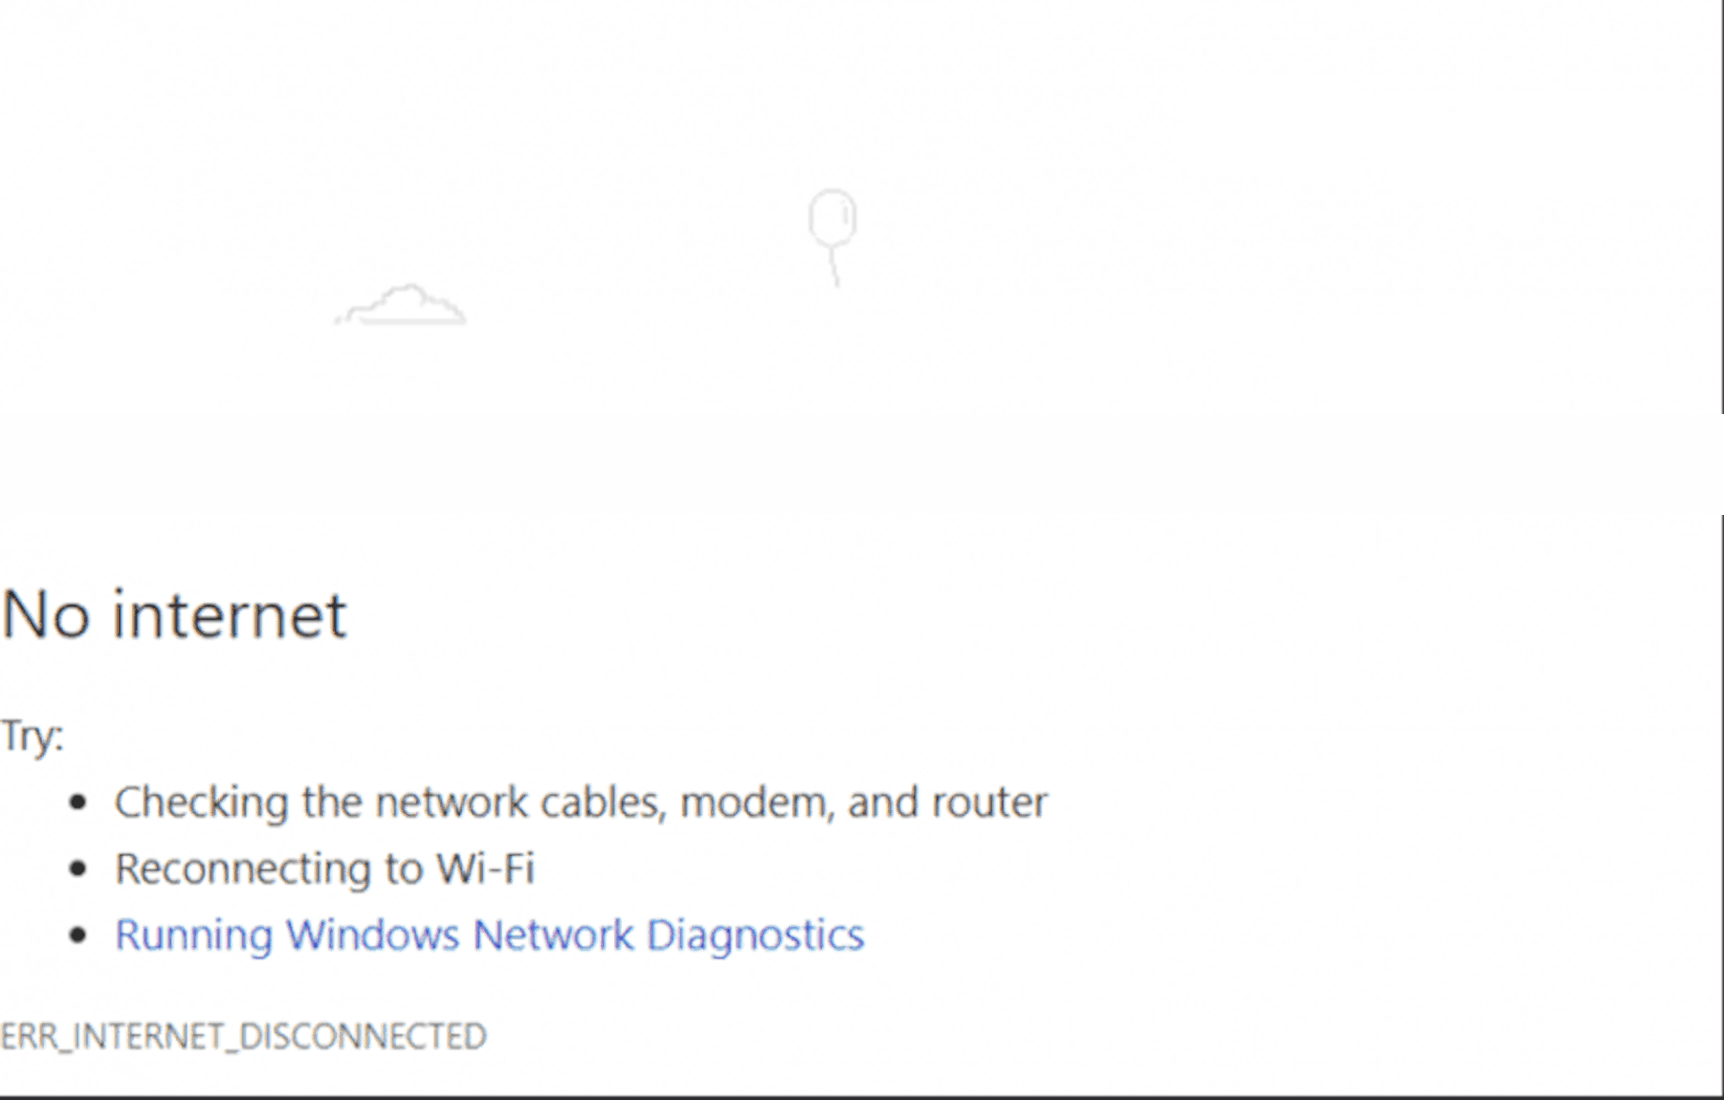 No internet
Try:
Checking the network cables, modem, and router
Reconnecting to Wi-Fi
Running Windows Network Diagnostics
ERR_INTERNET_DISCONNECTED